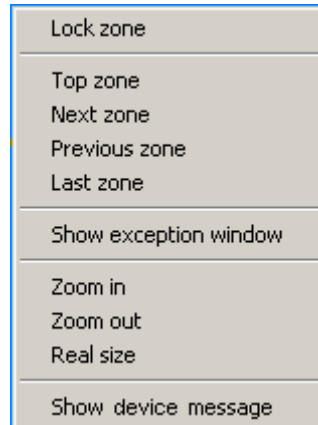 Lock zone
Top zone
Next zone
Previous zone
Last zone
Show exception window
Zoom in
Zoom out
Real size
Show device message